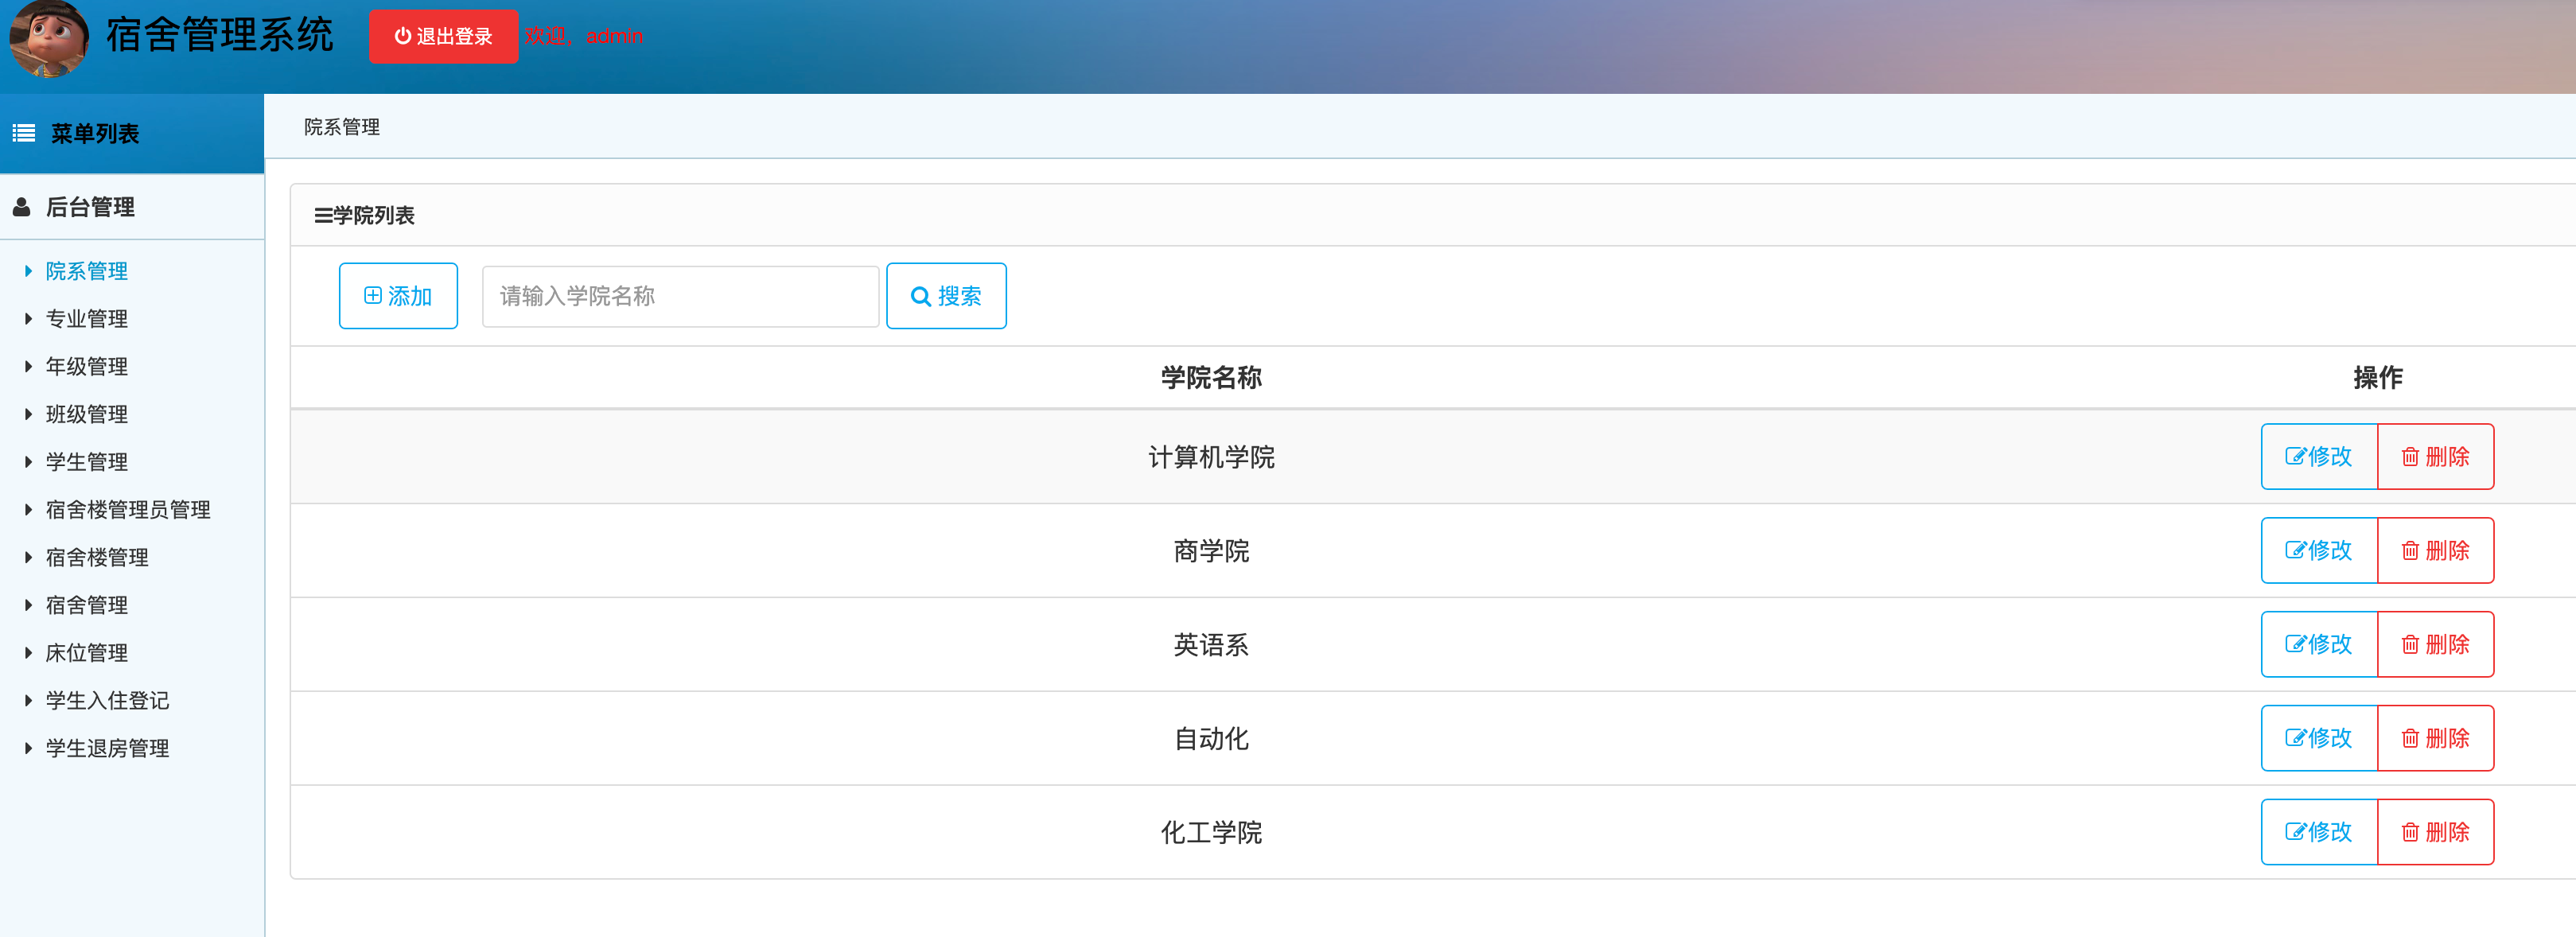 宿舍管理系统 退出登录 欢迎，admin
菜单列表
院系管理
后台管理
院系管理
专业管理
年级管理
班级管理
学生管理
宿舍楼管理员管理
宿舍楼管理
宿舍管理
床位管理
学生入住登记
学生退房管理
学院列表
添加 请输入学院名称 搜索
学院名称 操作
计算机学院 修改 删除
商学院 修改 删除
英语系 修改 删除
自动化 修改 删除
化工学院 修改 删除